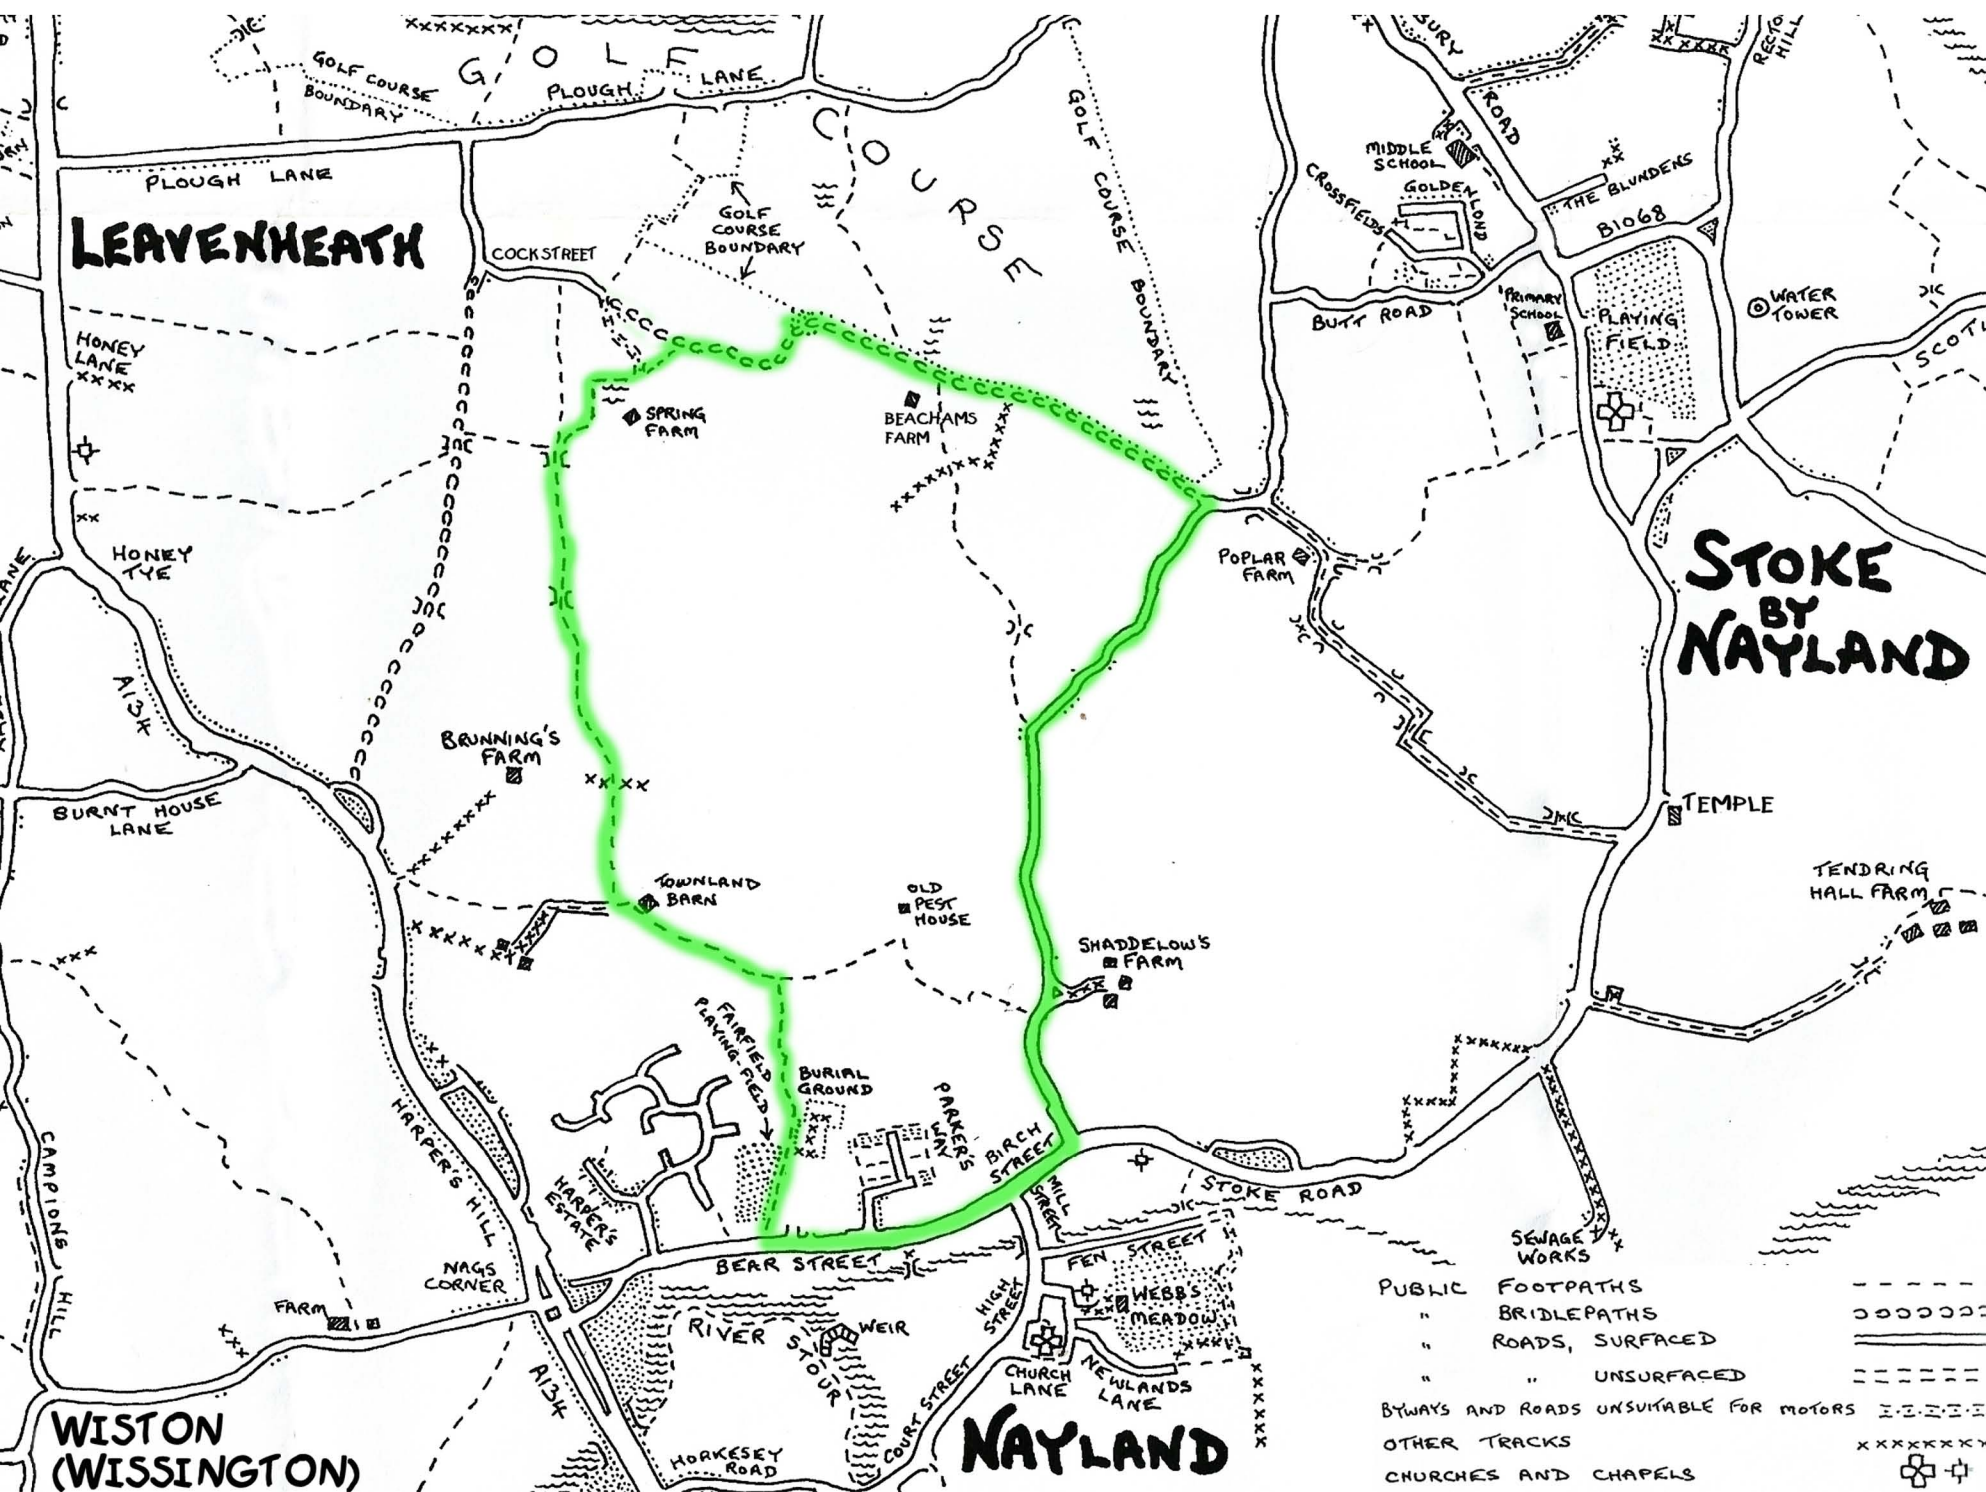 GOLF
GOLF COURSE
BOUNDARY
PLOUGH LANE
COURSE
PLOUGH LANE
LEAVENHEATH
COCK STREET
GOLF
COURSE
BOUNDARY
GOLF COURSE BOUNDARY
ROAD
RECTO
HILL
MIDDLE
SCHOOL
CROSSFIELDS
GOLDEN
LOND
THE BLUNDENS
B1068
BUTT ROAD
PRIMARY
SCHOOL
PLAYING
FIELD
WATER
TOWER
SCOTL
HONEY
LANE
SPRING
FARM
BEACHAMS
FARM
HONEY
TYE
LANE
POPLAR
FARM
STOKE
BY
NAYLAND
A134
BRUNNING'S
FARM
BURNT HOUSE
LANE
TEMPLE
TOWNLAND
BARN
OLD
PEST
HOUSE
TENDRING
HALL FARM
SHADDELOW'S
FARM
FAIRFIELD
PLAYING-FIELD
BURIAL
GROUND
PARKER'S
WAY
BIRCH
STREET
MILL
STREET
STOKE ROAD
HARPER'S HILL
HARPER'S
ESTATE
CAMPIONS HILL
NAGS
CORNER
BEAR STREET
FEN STREET
SEWAGE
WORKS
FARM
HIGH
STREET
WEBB'S
MEADOW
RIVER STOUR
WEIR
CHURCH
LANE
NEWLANDS
LANE
A134
COURT STREET
HORKESEY
ROAD
WISTON
(WISSINGTON)
NAYLAND
PUBLIC FOOTPATHS
" BRIDLEPATHS
" ROADS, SURFACED
" " UNSURFACED
BYWAYS AND ROADS UNSUITABLE FOR MOTORS
OTHER TRACKS
CHURCHES AND CHAPELS